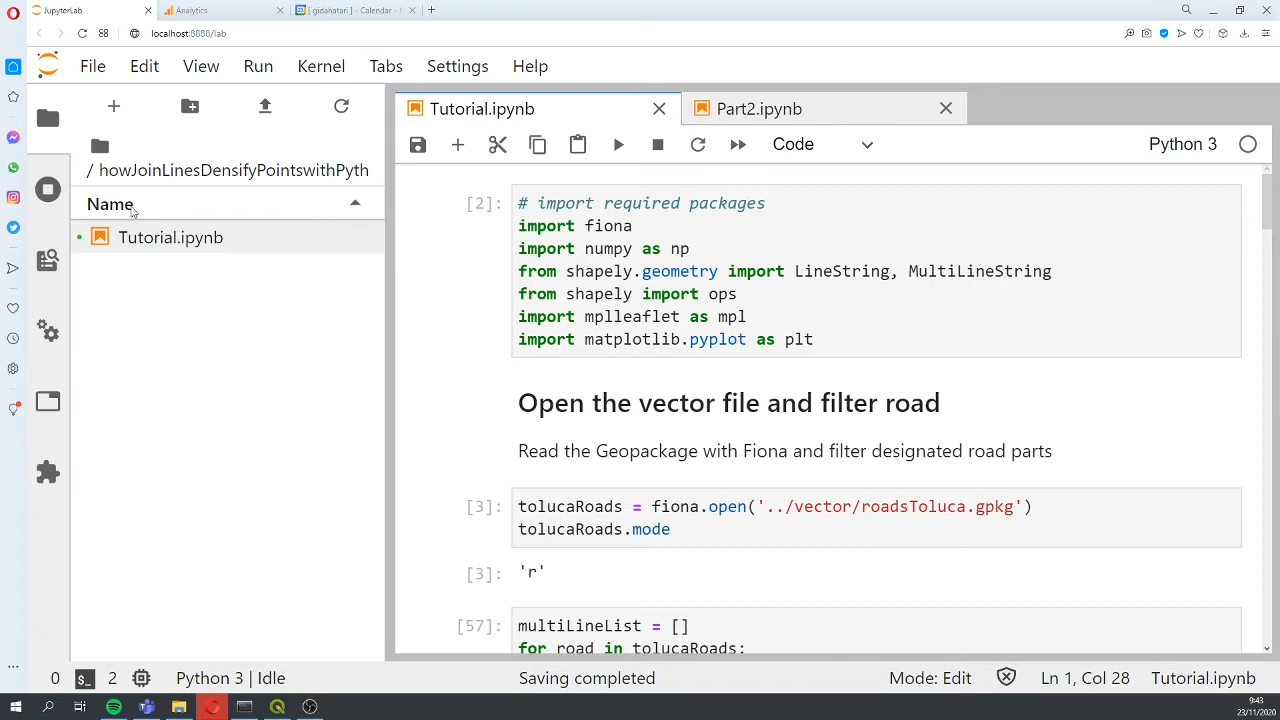 JupyterLab
Analytics
[ gidahatari ] - Calendar - h
localhost:8888/lab
File Edit View Run Kernel Tabs Settings Help
/ howJoinLinesDensifyPointswithPyth
Name
Tutorial.ipynb
Tutorial.ipynb
Part2.ipynb
Code
Python 3
[2]:
# import required packages
import fiona
import numpy as np
from shapely.geometry import LineString, MultiLineString
from shapely import ops
import mplleaflet as mpl
import matplotlib.pyplot as plt
Open the vector file and filter road
Read the Geopackage with Fiona and filter designated road parts
[3]:
tolucaRoads = fiona.open('../vector/roadsToluca.gpkg')
tolucaRoads.mode
[3]:
'r'
[57]:
multiLineList = []
for road in tolucaRoads:
0 $_ 2 Python 3 | Idle Saving completed Mode: Edit Ln 1, Col 28 Tutorial.ipynb
9:43
23/11/2020